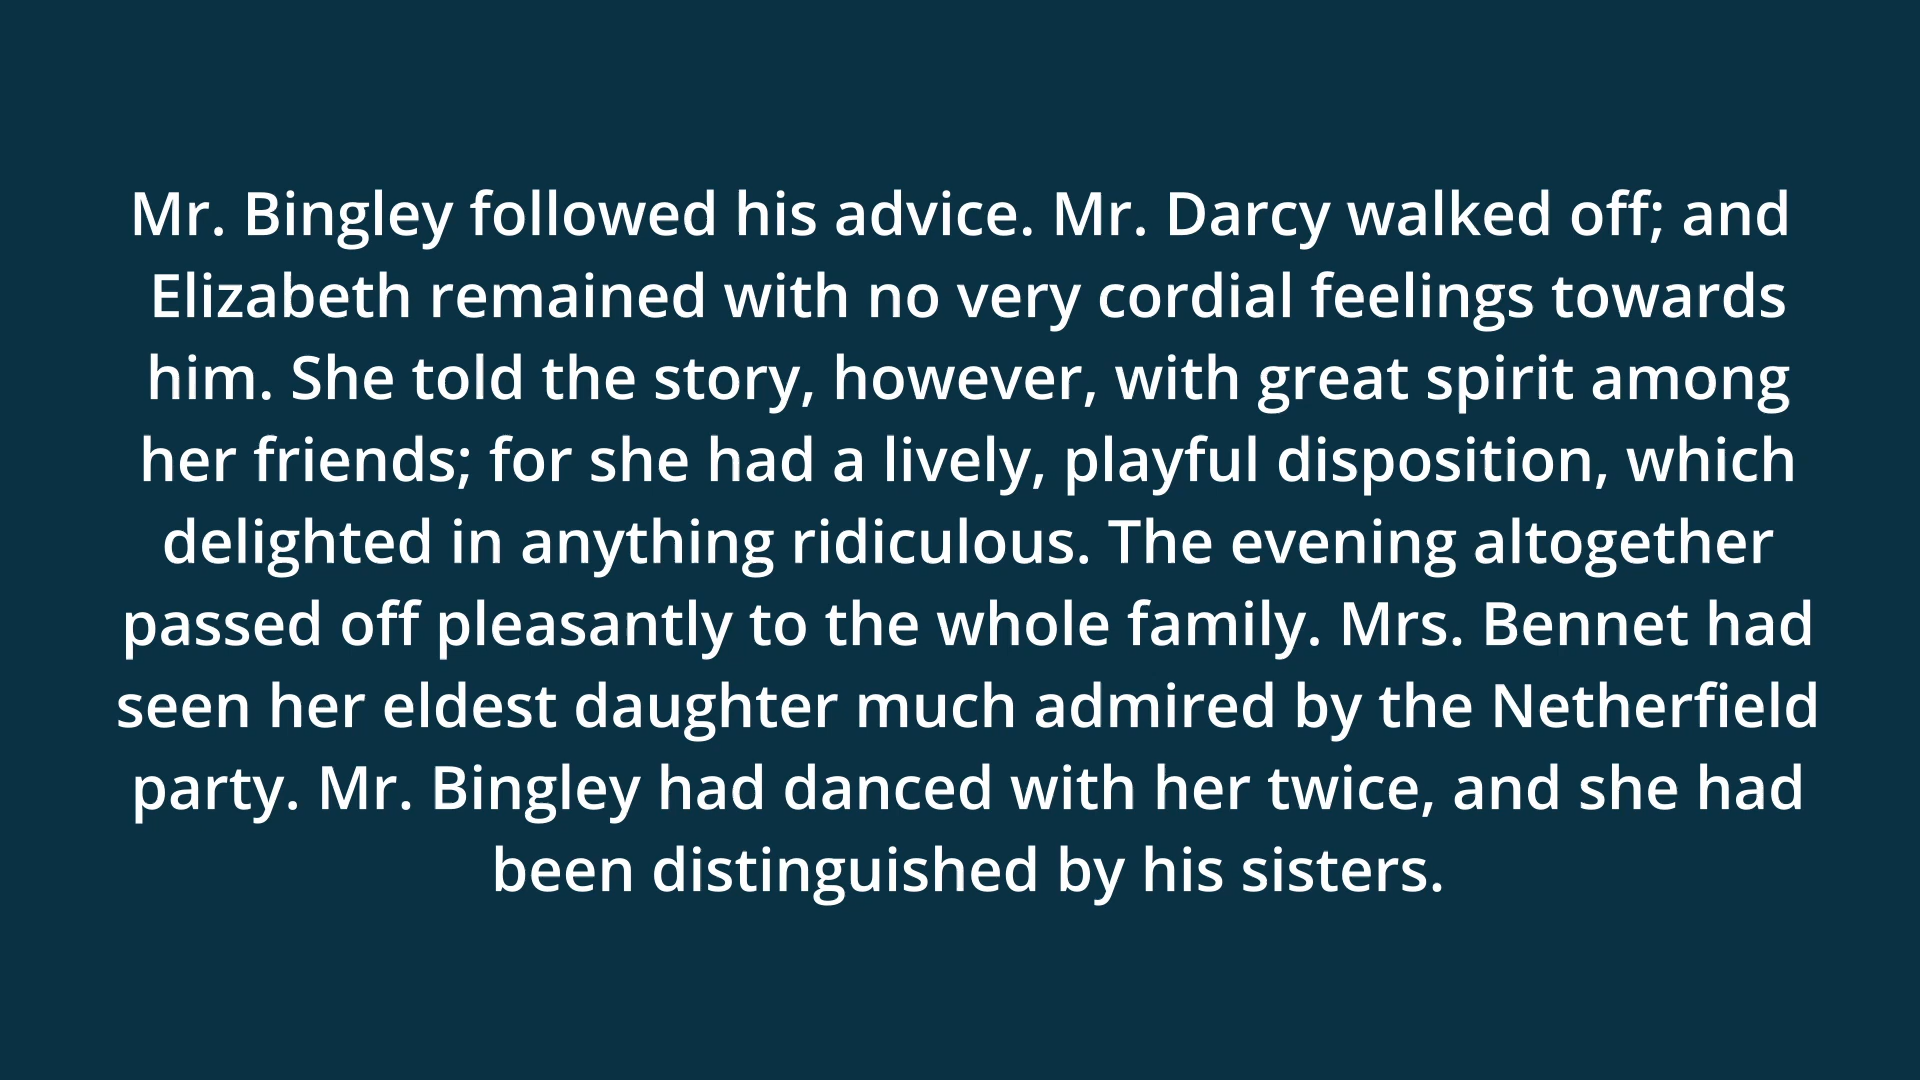 Mr. Bingley followed his advice. Mr. Darcy walked off; and
Elizabeth remained with no very cordial feelings towards
him. She told the story, however, with great spirit among
her friends; for she had a lively, playful disposition, which
delighted in anything ridiculous. The evening altogether
passed off pleasantly to the whole family. Mrs. Bennet had
seen her eldest daughter much admired by the Netherfield
party. Mr. Bingley had danced with her twice, and she had
been distinguished by his sisters.